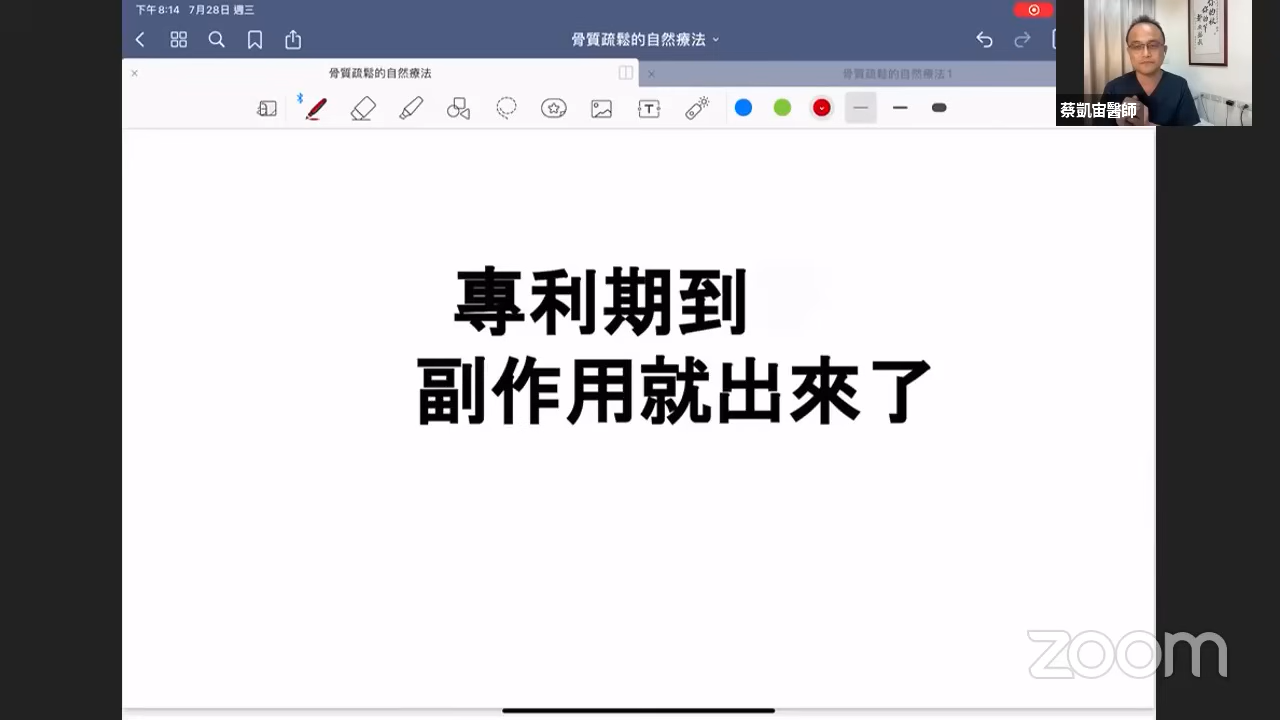 下午8:14 7月28日 週三
骨質疏鬆的自然療法
骨質疏鬆的自然療法
骨質疏鬆的自然療法 1
蔡凱宙醫師
專利期到
副作用就出來了
zoom